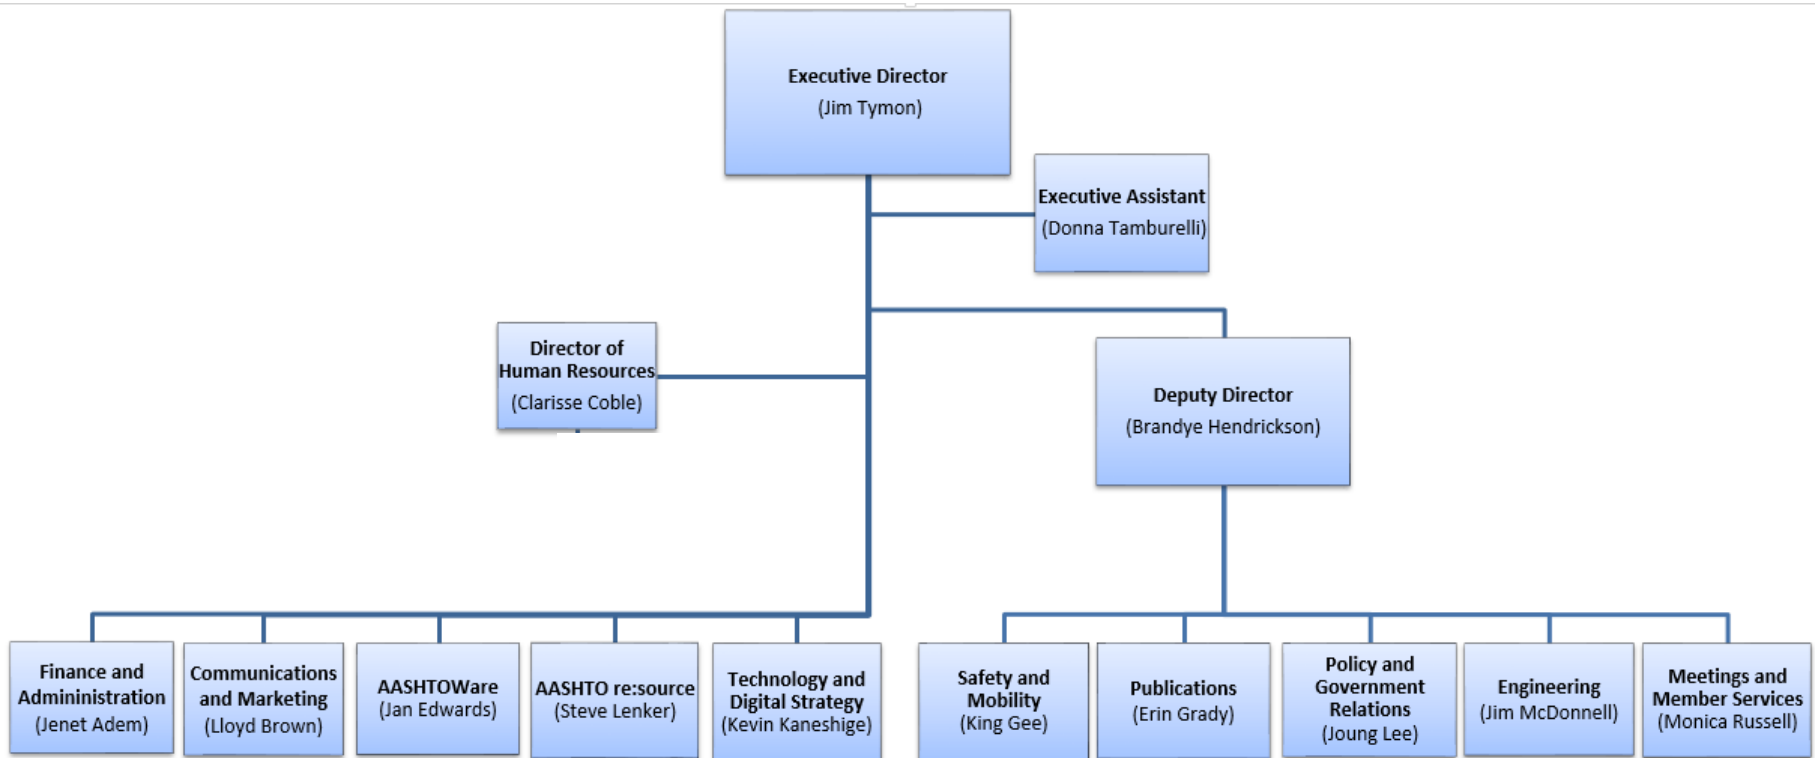 Executive Director
(Jim Tymon)
Executive Assistant
(Donna Tamburelli)
Director of
Human Resources
(Clarisse Coble)
Deputy Director
(Brandye Hendrickson)
Finance and
Admininistration
(Jenet Adem)
Communications
and Marketing
(Lloyd Brown)
AASHTOWare
(Jan Edwards)
AASHTO re:source
(Steve Lenker)
Technology and
Digital Strategy
(Kevin Kaneshige)
Safety and
Mobility
(King Gee)
Publications
(Erin Grady)
Policy and
Government
Relations
(Joung Lee)
Engineering
(Jim McDonnell)
Meetings and
Member Services
(Monica Russell)